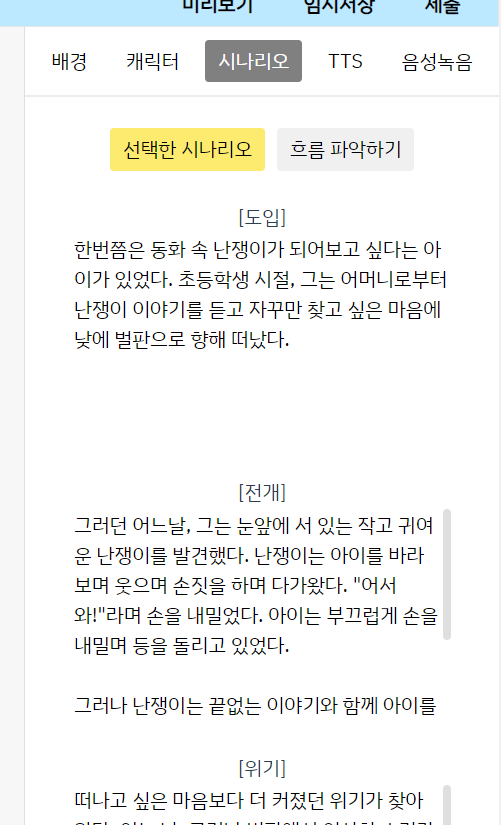 미리보기 임시저장 제출
배경 캐릭터 시나리오 TTS 음성녹음
선택한 시나리오 흐름 파악하기
[도입]
한번쯤은 동화 속 난쟁이가 되어보고 싶다는 아
이가 있었다. 초등학생 시절, 그는 어머니로부터
난쟁이 이야기를 듣고 자꾸만 찾고 싶은 마음에
낮에 벌판으로 향해 떠났다.
[전개]
그러던 어느날, 그는 눈앞에 서 있는 작고 귀여
운 난쟁이를 발견했다. 난쟁이는 아이를 바라
보며 웃으며 손짓을 하며 다가왔다. "어서
와!"라며 손을 내밀었다. 아이는 부끄럽게 손을
내밀며 등을 돌리고 있었다.
그러나 난쟁이는 끝없는 이야기와 함께 아이를
[위기]
떠나고 싶은 마음보다 더 커졌던 위기가 찾아